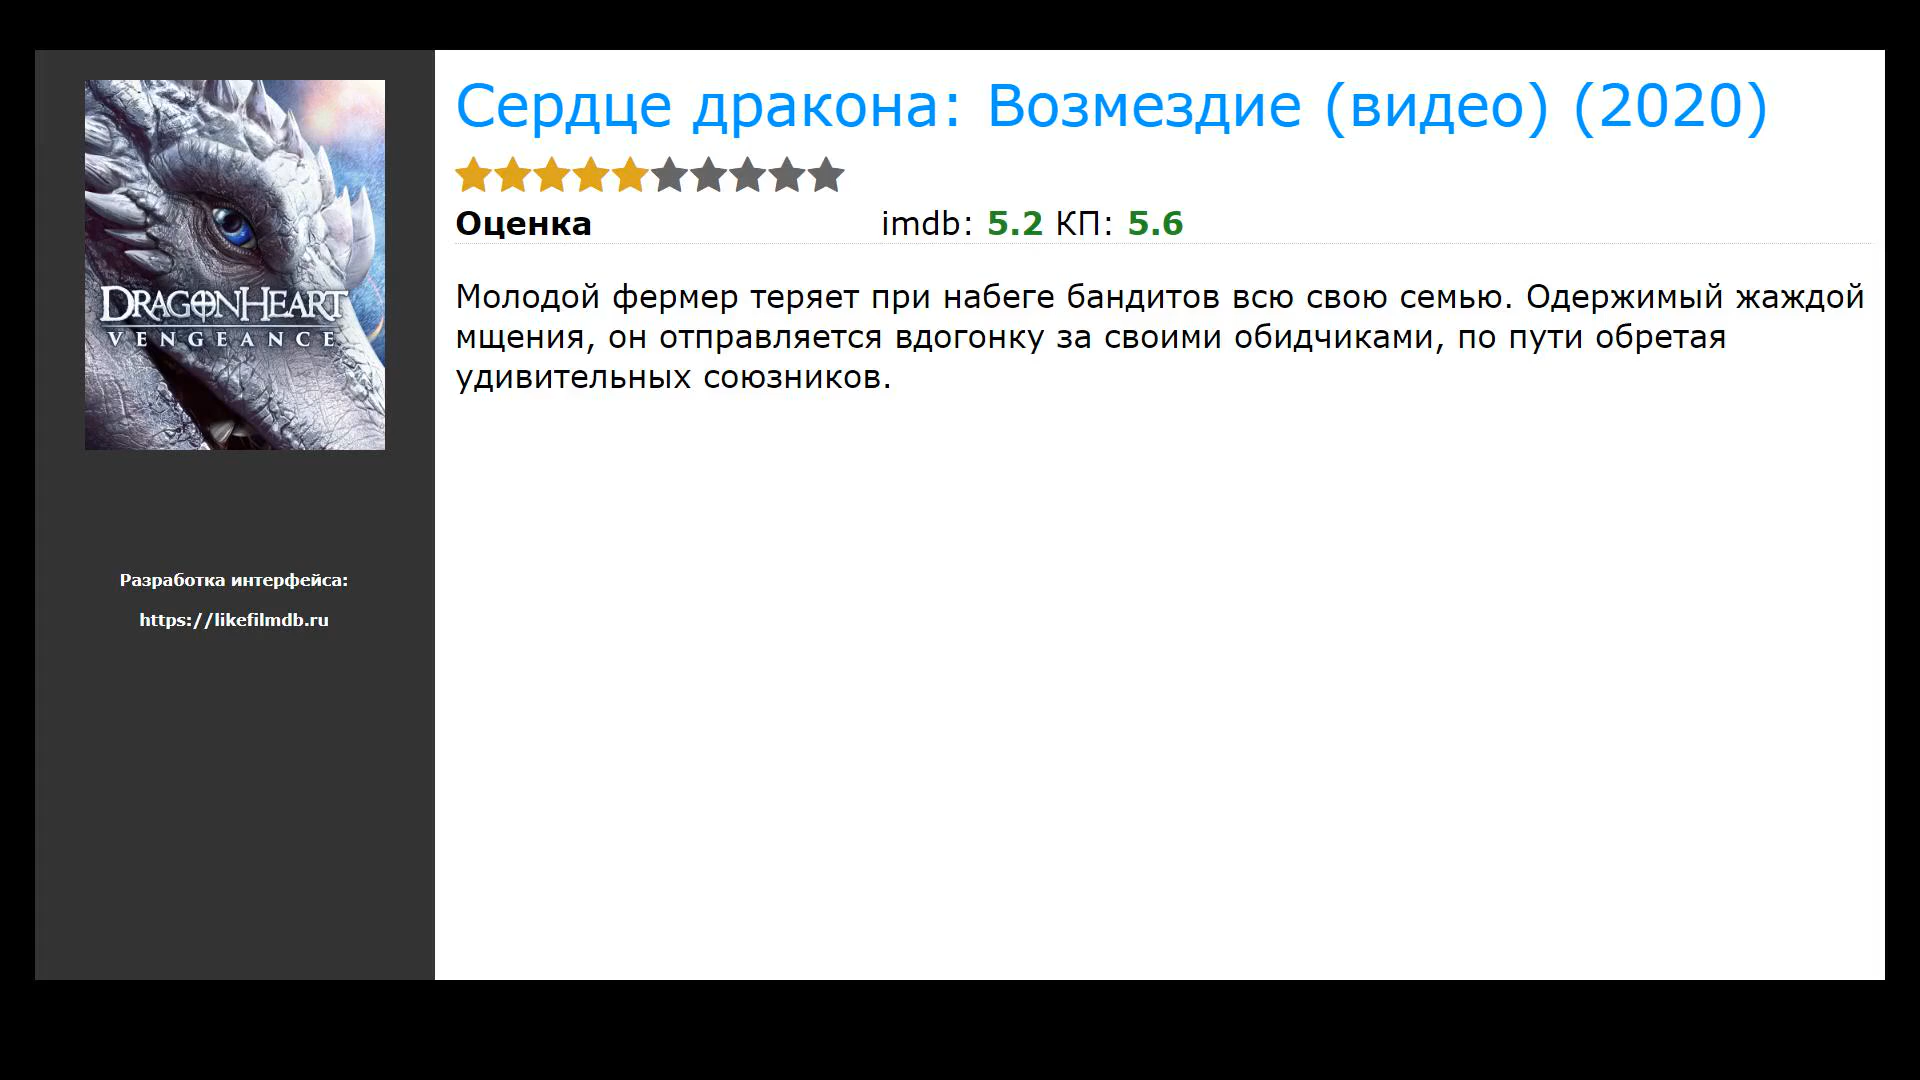 DRAGONHEART
VENGEANCE
Разработка интерфейса:
https://likefilmdb.ru
Сердце дракона: Возмездие (видео) (2020)
Оценка imdb: 5.2 КП: 5.6
Молодой фермер теряет при набеге бандитов всю свою семью. Одержимый жаждой
мщения, он отправляется вдогонку за своими обидчиками, по пути обретая
удивительных союзников.